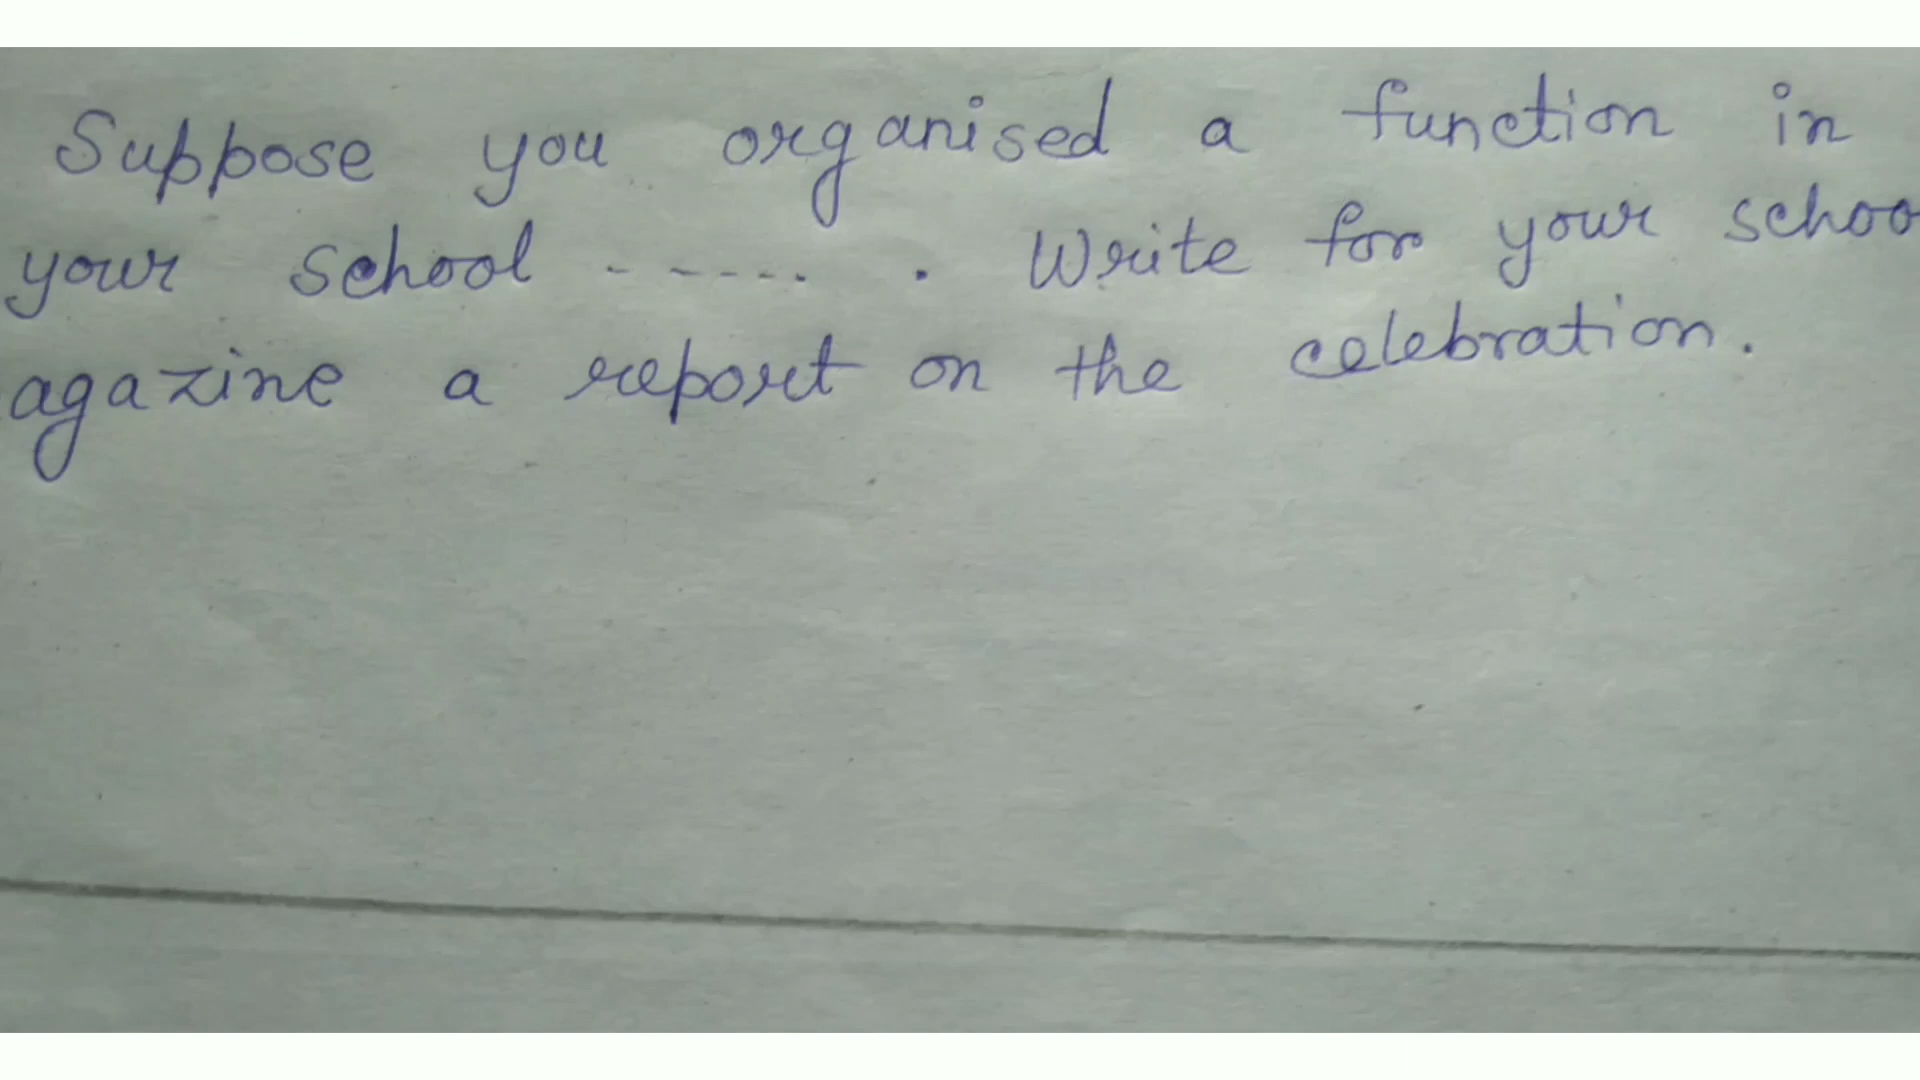 Suppose you organised a function in
your school - - - - - . . Write for your schoo
agazine a report on the celebration.